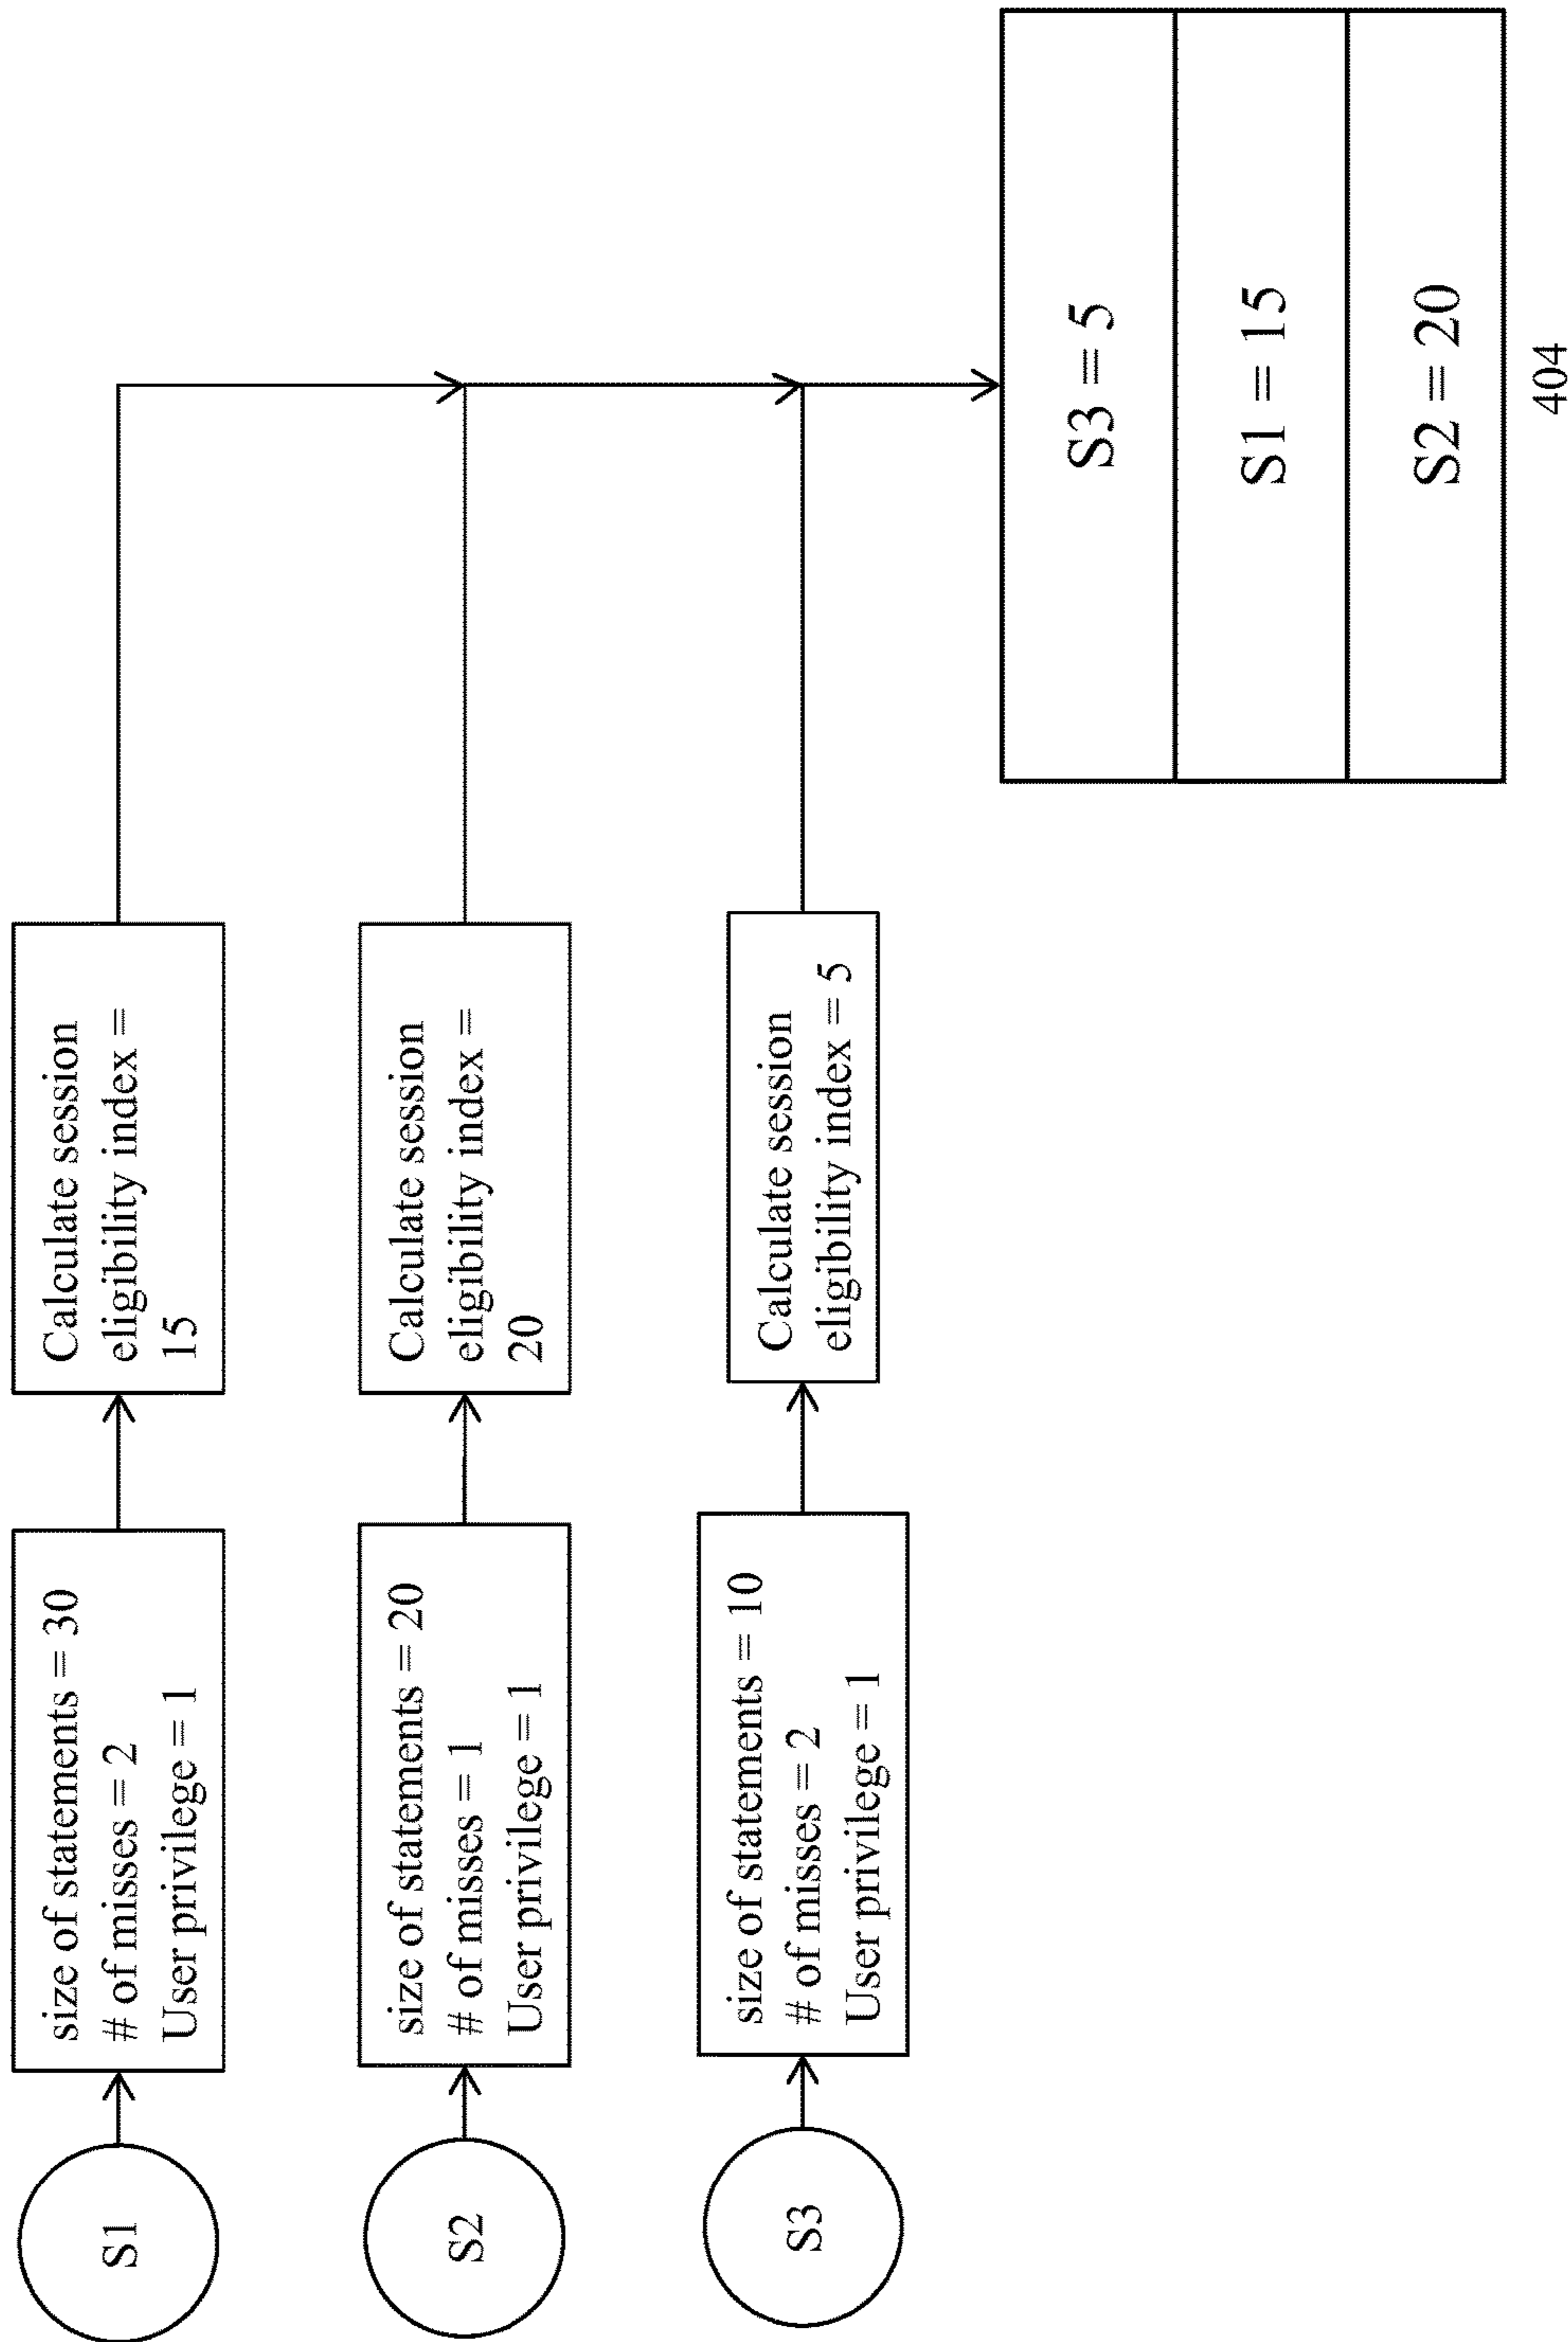 S1
size of statements = 30
# of misses = 2
User privilege = 1
Calculate session
eligibility index =
15
S2
size of statements = 20
# of misses = 1
User privilege = 1
Calculate session
eligibility index =
20
S3
size of statements = 10
# of misses = 2
User privilege = 1
Calculate session
eligibility index = 5
S3 = 5
S1 = 15
S2 = 20
404